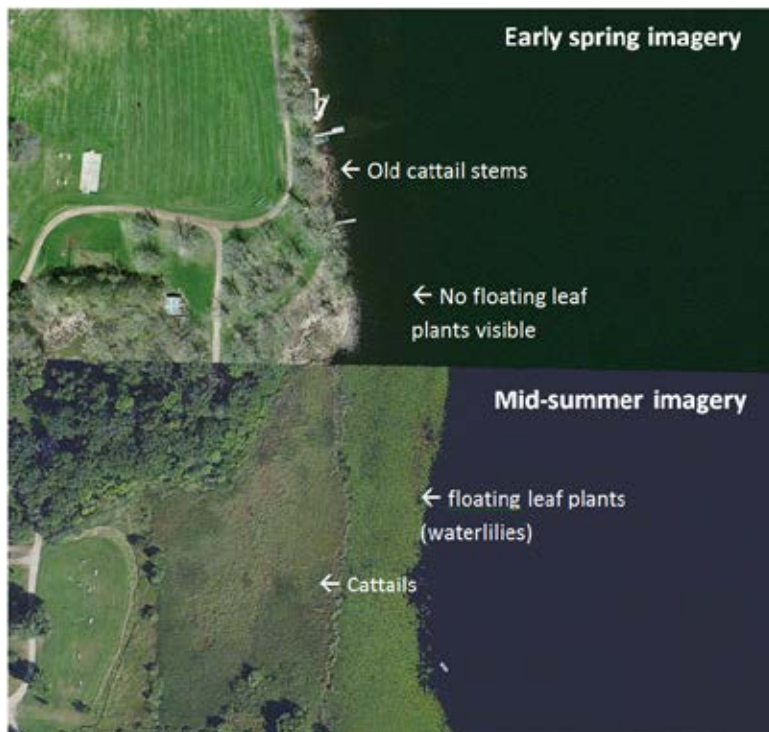 Early spring imagery
← Old cattail stems
← No floating leaf
plants visible
Mid-summer imagery
← floating leaf plants
(waterlilies)
← Cattails